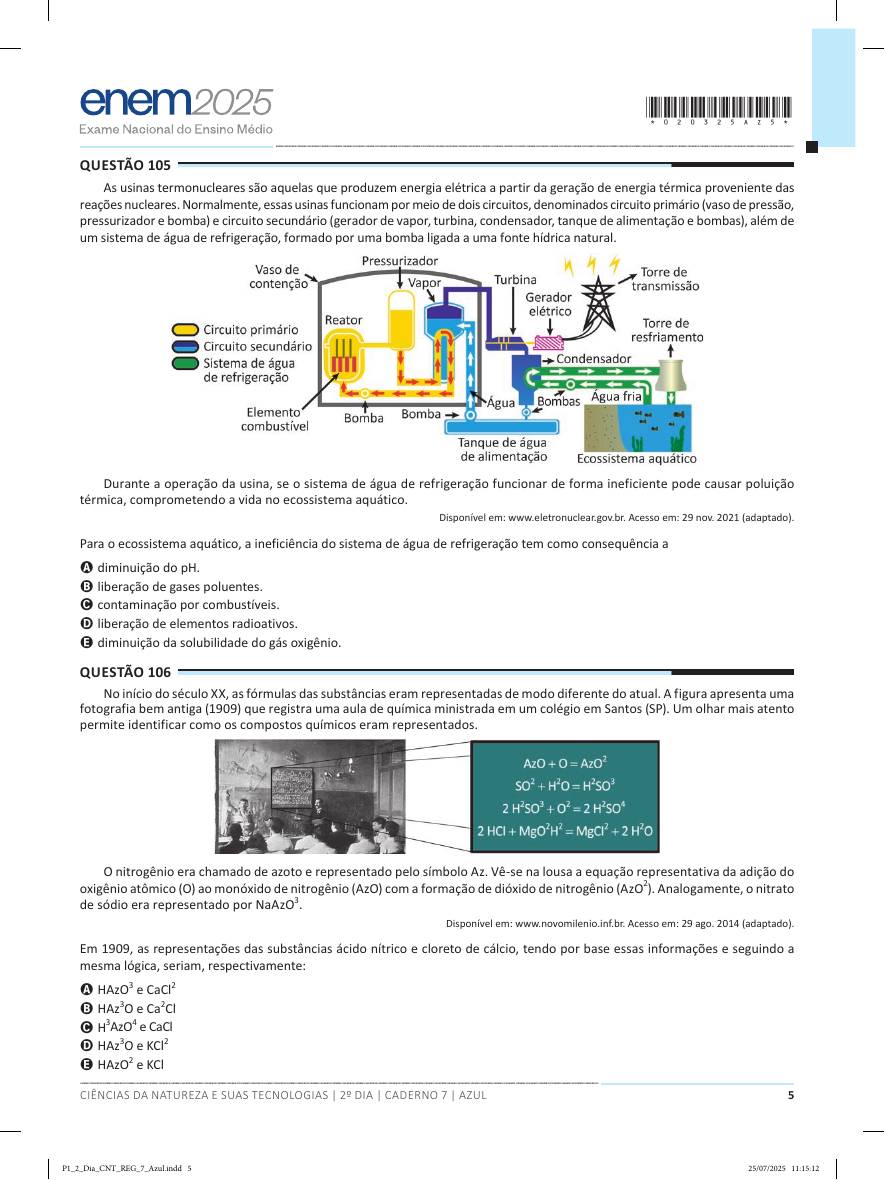 enem2025
Exame Nacional do Ensino Médio
*020325AZ5*
QUESTÃO 105
As usinas termonucleares são aquelas que produzem energia elétrica a partir da geração de energia térmica proveniente das
reações nucleares. Normalmente, essas usinas funcionam por meio de dois circuitos, denominados circuito primário (vaso de pressão,
pressurizador e bomba) e circuito secundário (gerador de vapor, turbina, condensador, tanque de alimentação e bombas), além de
um sistema de água de refrigeração, formado por uma bomba ligada a uma fonte hídrica natural.
Pressurizador
Vaso de
contenção
Vapor
Turbina
Torre de
transmissão
Gerador
elétrico
Reator
Torre de
resfriamento
Circuito primário
Circuito secundário
Sistema de água
de refrigeração
Condensador
Elemento
combustível
Bomba
Bomba
Água
Bombas
Água fria
Tanque de água
de alimentação
Ecossistema aquático
Durante a operação da usina, se o sistema de água de refrigeração funcionar de forma ineficiente pode causar poluição
térmica, comprometendo a vida no ecossistema aquático.
Disponível em: www.eletronuclear.gov.br. Acesso em: 29 nov. 2021 (adaptado).
Para o ecossistema aquático, a ineficiência do sistema de água de refrigeração tem como consequência a
A diminuição do pH.
B liberação de gases poluentes.
C contaminação por combustíveis.
D liberação de elementos radioativos.
E diminuição da solubilidade do gás oxigênio.
QUESTÃO 106
No início do século XX, as fórmulas das substâncias eram representadas de modo diferente do atual. A figura apresenta uma
fotografia bem antiga (1909) que registra uma aula de química ministrada em um colégio em Santos (SP). Um olhar mais atento
permite identificar como os compostos químicos eram representados.
AzO + O = AzO²
SO² + H²O = H²SO³
2 H²SO³ + O² = 2 H²SO⁴
2 HCl + MgO²H² = MgCl² + 2 H²O
O nitrogênio era chamado de azoto e representado pelo símbolo Az. Vê-se na lousa a equação representativa da adição do
oxigênio atômico (O) ao monóxido de nitrogênio (AzO) com a formação de dióxido de nitrogênio (AzO²). Analogamente, o nitrato
de sódio era representado por NaAzO³.
Disponível em: www.novomilenio.inf.br. Acesso em: 29 ago. 2014 (adaptado).
Em 1909, as representações das substâncias ácido nítrico e cloreto de cálcio, tendo por base essas informações e seguindo a
mesma lógica, seriam, respectivamente:
A HAzO³ e CaCl²
B HAz³O e Ca²Cl
C H³AzO⁴ e CaCl
D HAz³O e KCl²
E HAzO² e KCl
CIÊNCIAS DA NATUREZA E SUAS TECNOLOGIAS | 2º DIA | CADERNO 7 | AZUL
5
P1_2_Dia_CNT_REG_7_Azul.indd 5
25/07/2025 11:15:12